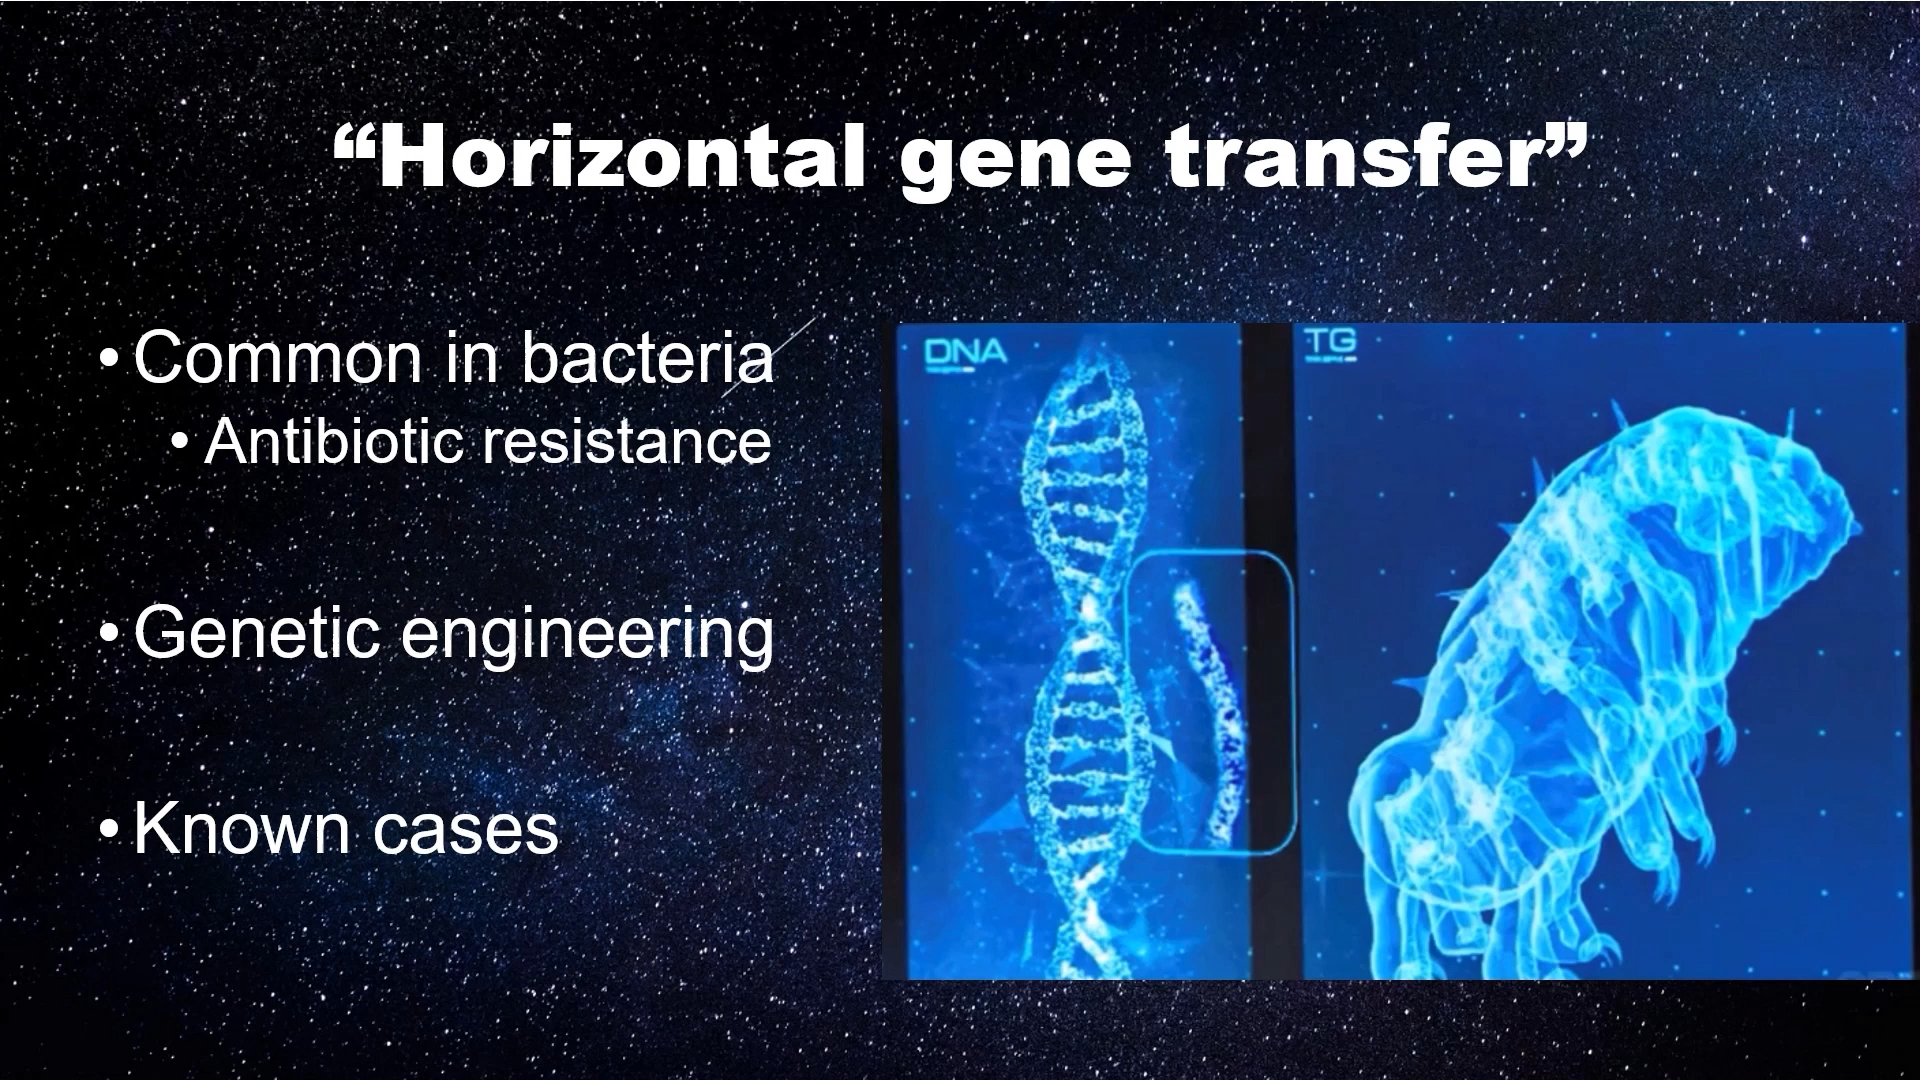 “Horizontal gene transfer”
• Common in bacteria
• Antibiotic resistance
• Genetic engineering
• Known cases
DNA
TG